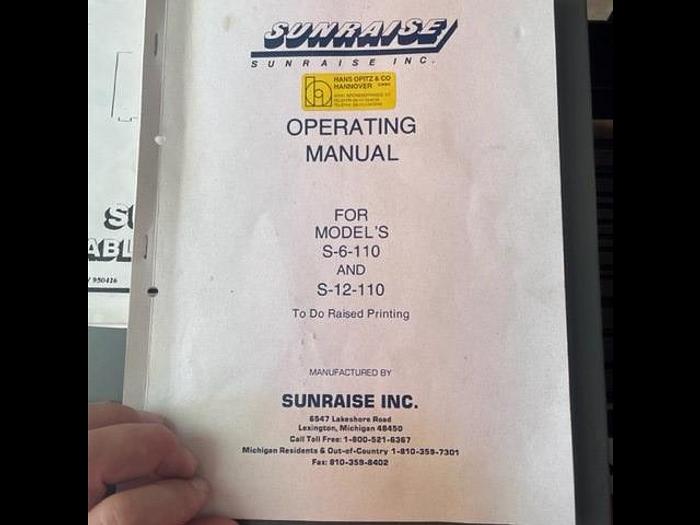 SUNRAISE
SUNRAISE INC.
HANS OPITZ & CO
HANNOVER GMBH
OPERATING
MANUAL
FOR
MODEL'S
S-6-110
AND
S-12-110
To Do Raised Printing
MANUFACTURED BY
SUNRAISE INC.
6547 Lakeshore Road
Lexington, Michigan 48450
Call Toll Free: 1-800-521-6367
Michigan Residents & Out-of-Country 1-810-359-7301
Fax: 810-359-8402
950416